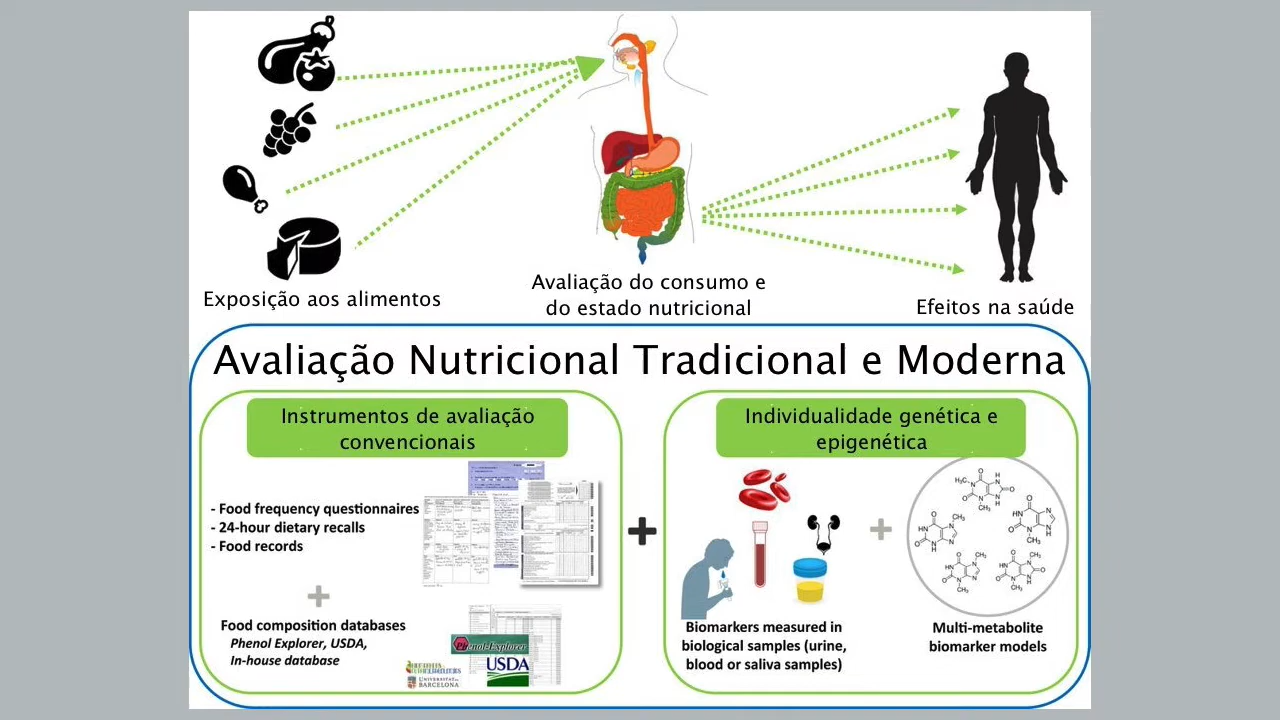 Exposição aos alimentos
Avaliação do consumo e
do estado nutricional
Efeitos na saúde
Avaliação Nutricional Tradicional e Moderna
Instrumentos de avaliação
convencionais
- Food frequency questionnaires
- 24-hour dietary recalls
- Food records
Food composition databases
Phenol Explorer, USDA,
In-house database
Phenol-Explorer
USDA
UNIVERSITAT DE
BARCELONA
Individualidade genética e
epigenética
Biomarkers measured in
biological samples (urine,
blood or saliva samples)
Multi-metabolite
biomarker models